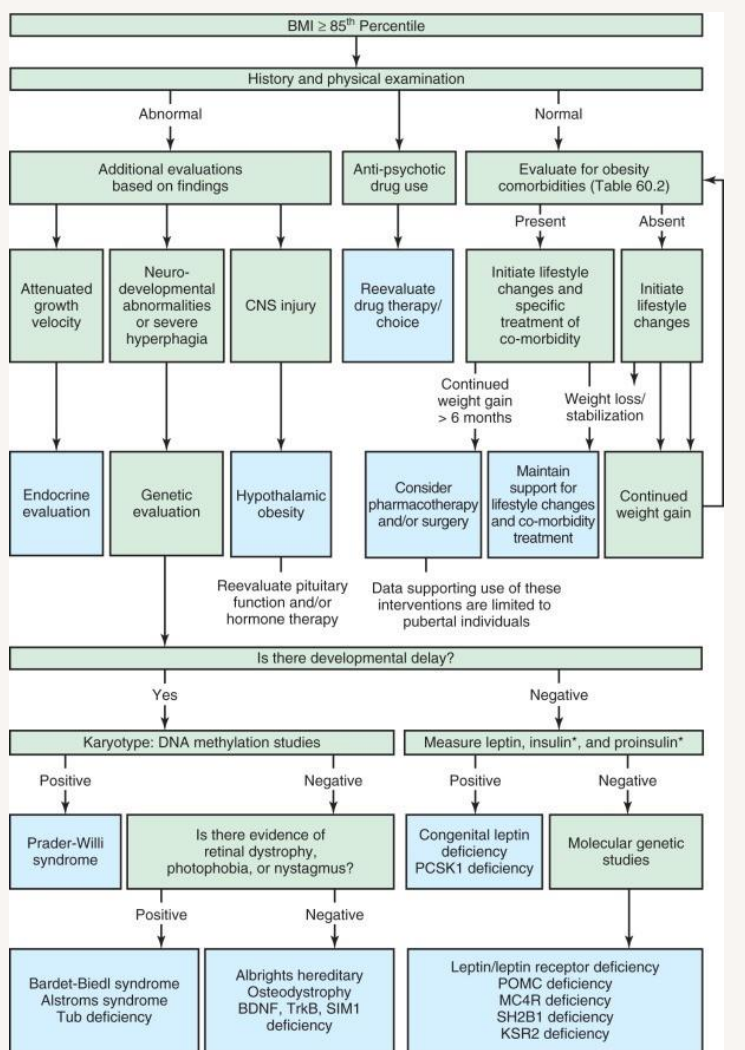 BMI ≥ 85th Percentile
History and physical examination
Abnormal
Normal
Additional evaluations
based on findings
Anti-psychotic
drug use
Evaluate for obesity
comorbidities (Table 60.2)
Present
Absent
Attenuated
growth
velocity
Neuro-
developmental
abnormalities
or severe
hyperphagia
CNS injury
Reevaluate
drug therapy/
choice
Initiate lifestyle
changes and
specific
treatment of
co-morbidity
Initiate
lifestyle
changes
Continued
weight gain
> 6 months
Weight loss/
stabilization
Endocrine
evaluation
Genetic
evaluation
Hypothalamic
obesity
Consider
pharmacotherapy
and/or surgery
Maintain
support for
lifestyle changes
and co-morbidity
treatment
Continued
weight gain
Reevaluate pituitary
function and/or
hormone therapy
Data supporting use of these
interventions are limited to
pubertal individuals
Is there developmental delay?
Yes
Negative
Karyotype: DNA methylation studies
Measure leptin, insulin*, and proinsulin*
Positive
Negative
Positive
Negative
Prader-Willi
syndrome
Is there evidence of
retinal dystrophy,
photophobia, or nystagmus?
Congenital leptin
deficiency
PCSK1 deficiency
Molecular genetic
studies
Positive
Negative
Bardet-Biedl syndrome
Alstroms syndrome
Tub deficiency
Albrights hereditary
Osteodystrophy
BDNF, TrkB, SIM1
deficiency
Leptin/leptin receptor deficiency
POMC deficiency
MC4R deficiency
SH2B1 deficiency
KSR2 deficiency